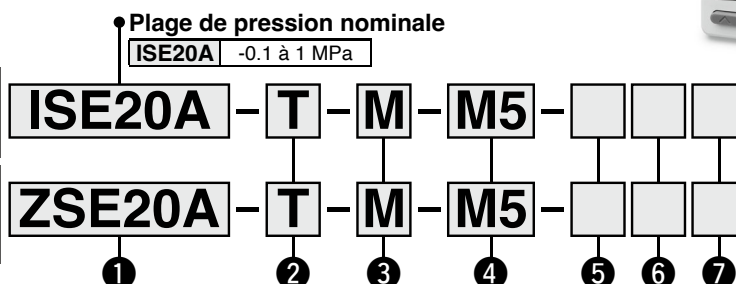 Plage de pression nominale
ISE20A -0.1 à 1 MPa
ISE20A - T - M - M5 -
ZSE20A - T - M - M5 -
1 2 3 4 5 6 7